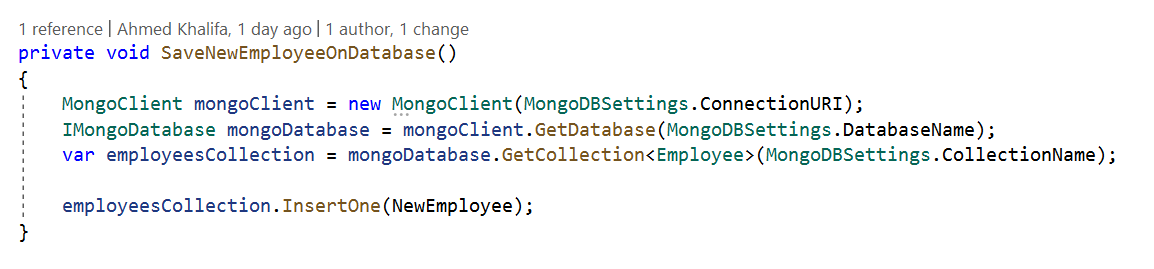 1 reference | Ahmed Khalifa, 1 day ago | 1 author, 1 change
private void SaveNewEmployeeOnDatabase()
{
    MongoClient mongoClient = new MongoClient(MongoDBSettings.ConnectionURI);
    IMongoDatabase mongoDatabase = mongoClient.GetDatabase(MongoDBSettings.DatabaseName);
    var employeesCollection = mongoDatabase.GetCollection<Employee>(MongoDBSettings.CollectionName);

    employeesCollection.InsertOne(NewEmployee);
}